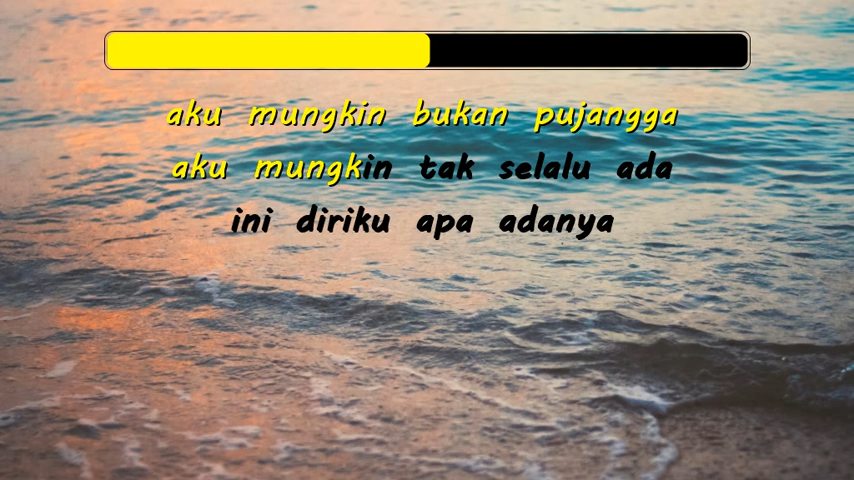 aku mungkin bukan pujangga
aku mungkin tak selalu ada
ini diriku apa adanya